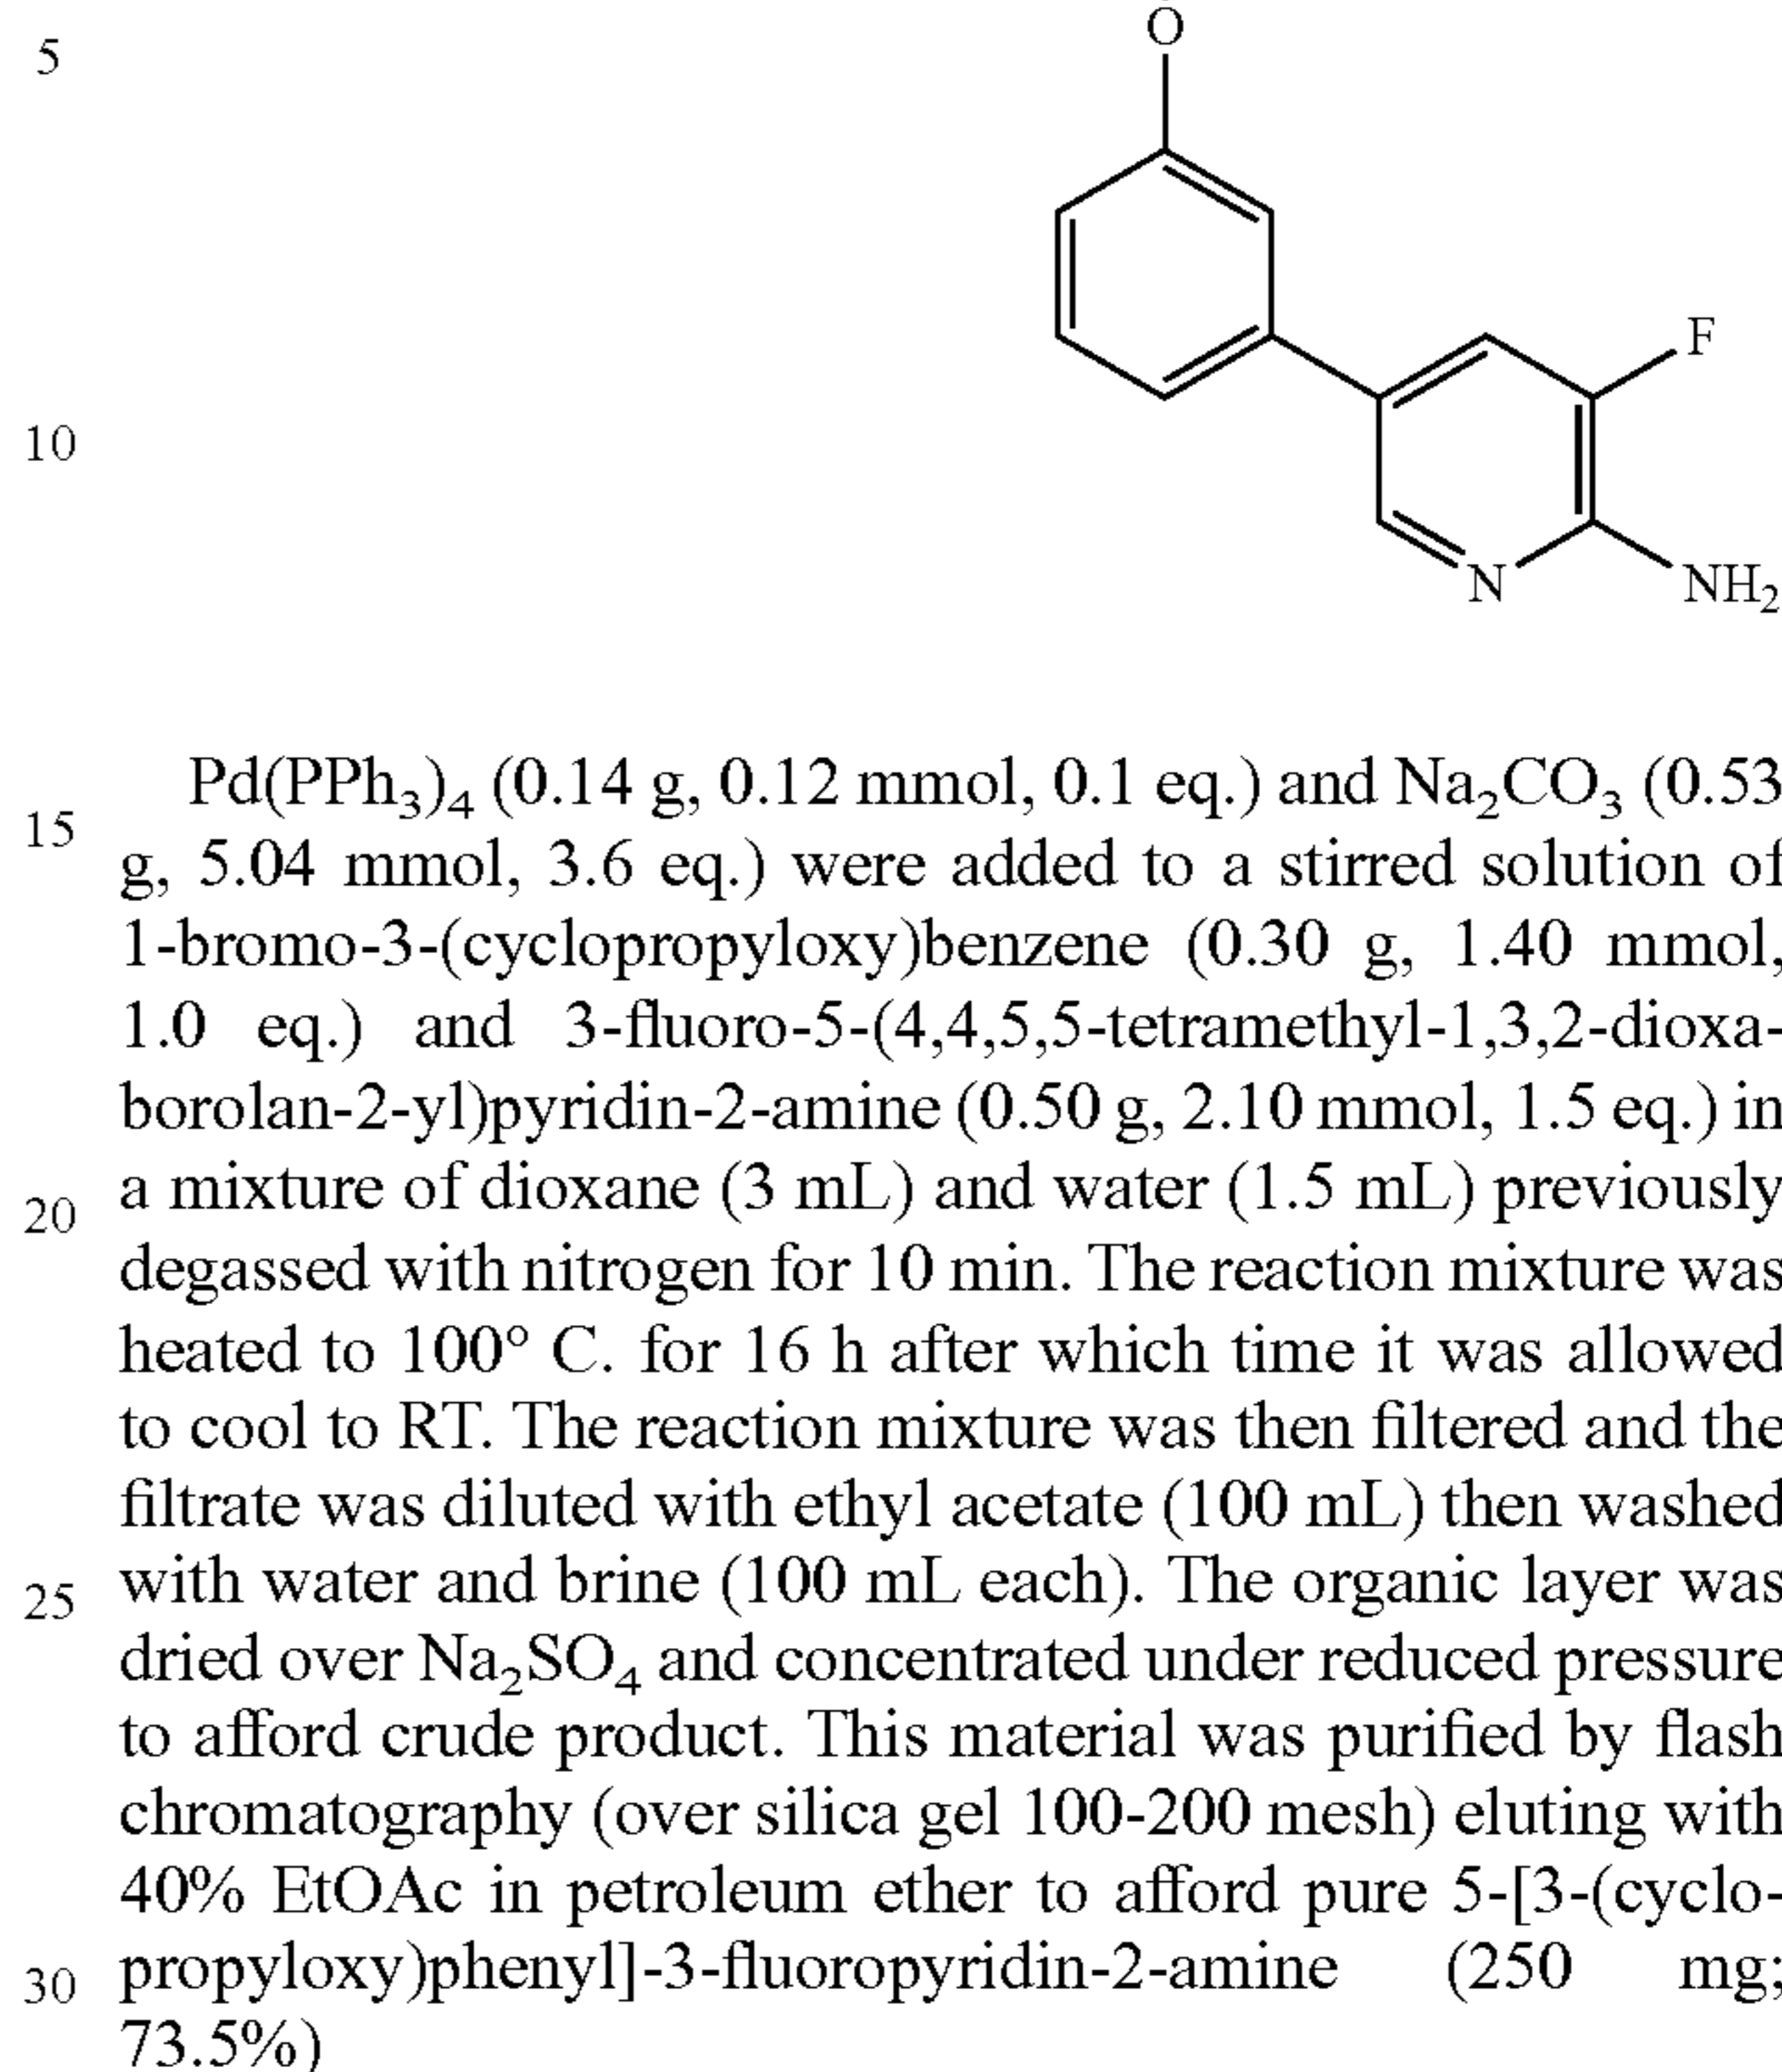 5
O
F
10
N
NH₂
Pd(PPh₃)₄ (0.14 g, 0.12 mmol, 0.1 eq.) and Na₂CO₃ (0.53
15
g, 5.04 mmol, 3.6 eq.) were added to a stirred solution of
1-bromo-3-(cyclopropyloxy)benzene (0.30 g, 1.40 mmol,
1.0 eq.) and 3-fluoro-5-(4,4,5,5-tetramethyl-1,3,2-dioxa-
borolan-2-yl)pyridin-2-amine (0.50 g, 2.10 mmol, 1.5 eq.) in
a mixture of dioxane (3 mL) and water (1.5 mL) previously
20
degassed with nitrogen for 10 min. The reaction mixture was
heated to 100° C. for 16 h after which time it was allowed
to cool to RT. The reaction mixture was then filtered and the
filtrate was diluted with ethyl acetate (100 mL) then washed
25
with water and brine (100 mL each). The organic layer was
dried over Na₂SO₄ and concentrated under reduced pressure
to afford crude product. This material was purified by flash
chromatography (over silica gel 100-200 mesh) eluting with
40% EtOAc in petroleum ether to afford pure 5-[3-(cyclo-
30
propyloxy)phenyl]-3-fluoropyridin-2-amine (250 mg;
73.5%)